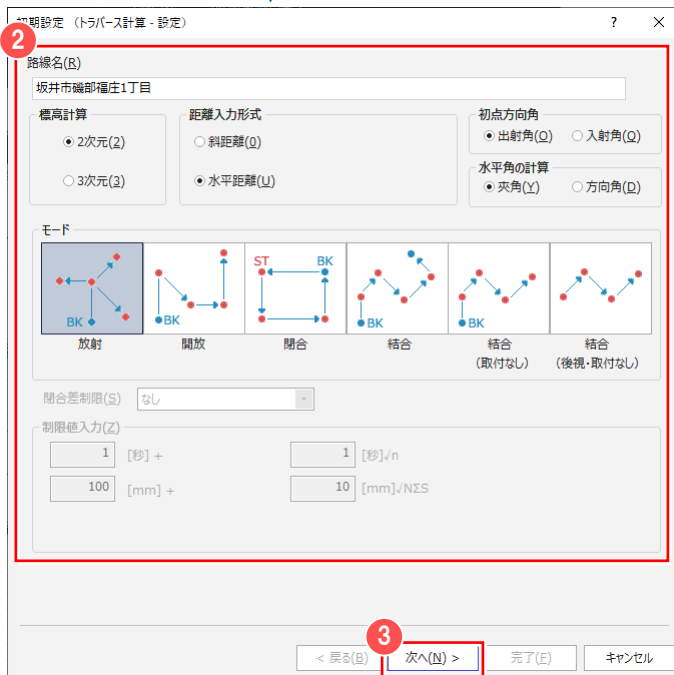 初期設定 （トラバース計算 - 設定） ? ×
2
路線名(R)
坂井市磯部福庄1丁目
標高計算
2次元(2)
3次元(3)
距離入力形式
斜距離(0)
水平距離(U)
初点方向角
出射角(O) 入射角(Q)
水平角の計算
夾角(Y) 方向角(D)
モード
BK
放射
BK
開放
ST BK
閉合
BK
結合
BK
結合
（取付なし）
結合
（後視・取付なし）
閉合差制限(S) なし
制限値入力(Z)
1 [秒] + 1 [秒]√n
100 [mm] + 10 [mm]√NΣS
3
< 戻る(B) 次へ(N) > 完了(F) キャンセル